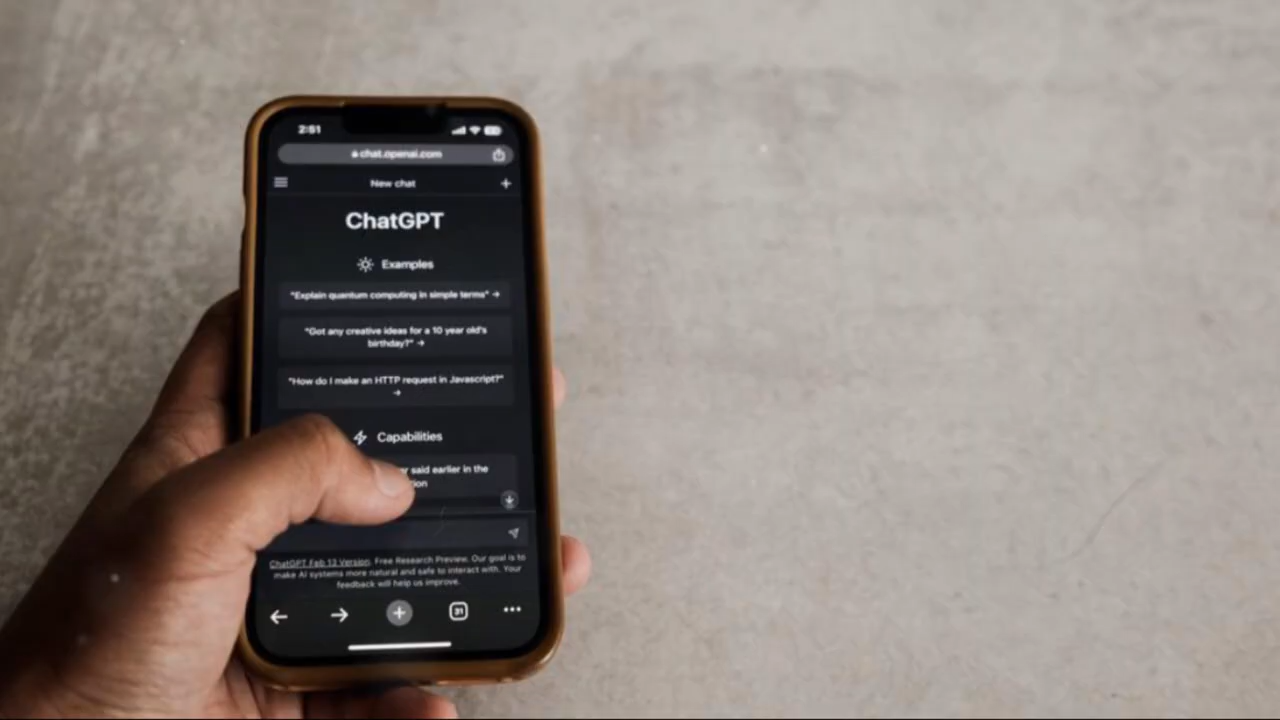 2:51
chat.openai.com
New chat
ChatGPT
Examples
"Explain quantum computing in simple terms" →
"Got any creative ideas for a 10 year old's
birthday?" →
"How do I make an HTTP request in Javascript?"
→
Capabilities
said earlier in the
ChatGPT Feb 13 Version. Free Research Preview. Our goal is to
make AI systems more natural and safe to interact with. Your
feedback will help us improve.
31